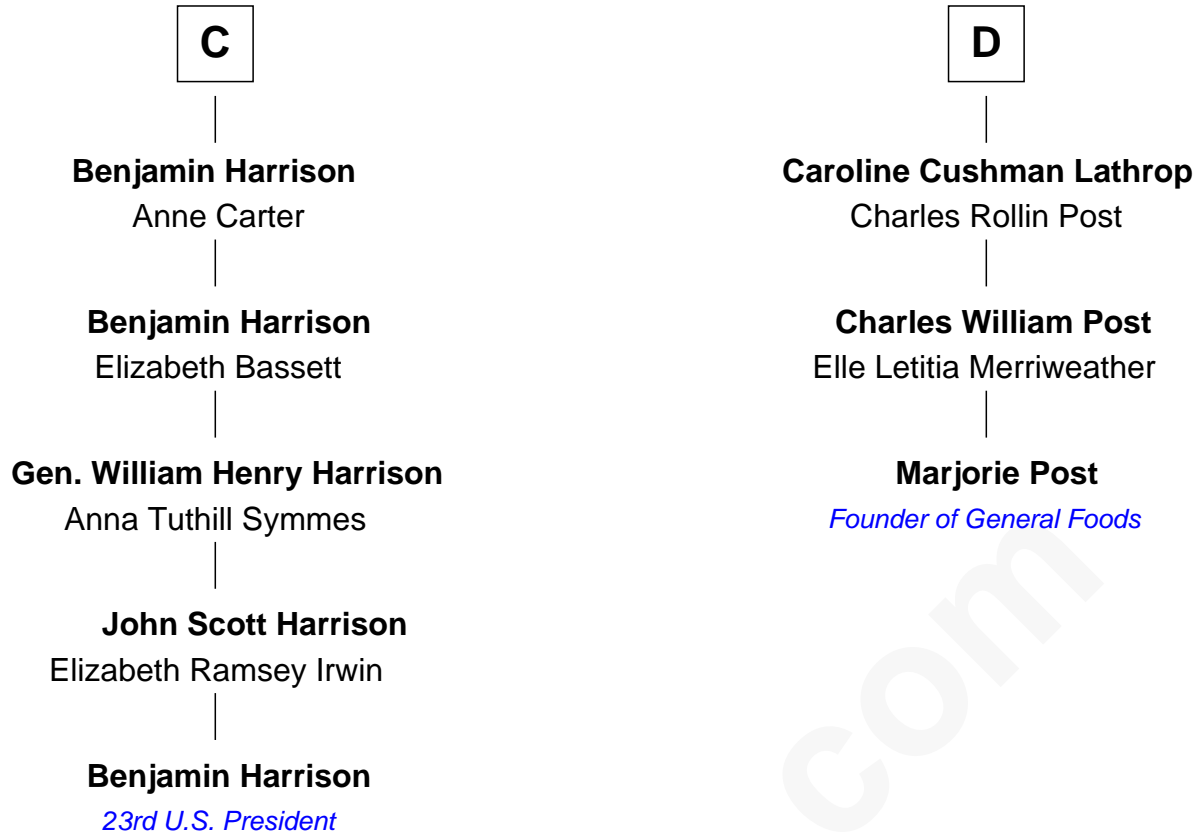 C
Benjamin Harrison
Anne Carter
Benjamin Harrison
Elizabeth Bassett
Gen. William Henry Harrison
Anna Tuthill Symmes
John Scott Harrison
Elizabeth Ramsey Irwin
Benjamin Harrison
23rd U.S. President
D
Caroline Cushman Lathrop
Charles Rollin Post
Charles William Post
Elle Letitia Merriweather
Marjorie Post
Founder of General Foods
com